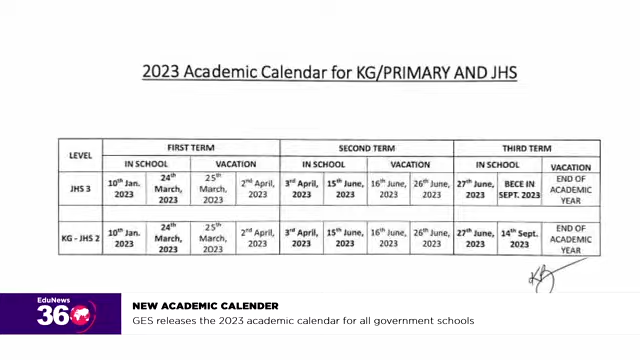 2023 Academic Calendar for KG/PRIMARY AND JHS
LEVEL FIRST TERM SECOND TERM THIRD TERM
IN SCHOOL VACATION IN SCHOOL VACATION IN SCHOOL VACATION
JHS 3 10th Jan. 2023 24th March, 2023 25th March, 2023 2nd April, 2023 3rd April, 2023 15th June, 2023 16th June, 2023 26th June, 2023 27th June, 2023 BECE IN SEPT. 2023 END OF ACADEMIC YEAR
KG - JHS 2 10th Jan. 2023 24th March, 2023 25th March, 2023 2nd April, 2023 3rd April, 2023 15th June, 2023 16th June, 2023 26th June, 2023 27th June, 2023 14th Sept. 2023 END OF ACADEMIC YEAR
EduNews
36
NEW ACADEMIC CALENDER
GES releases the 2023 academic calendar for all government schools